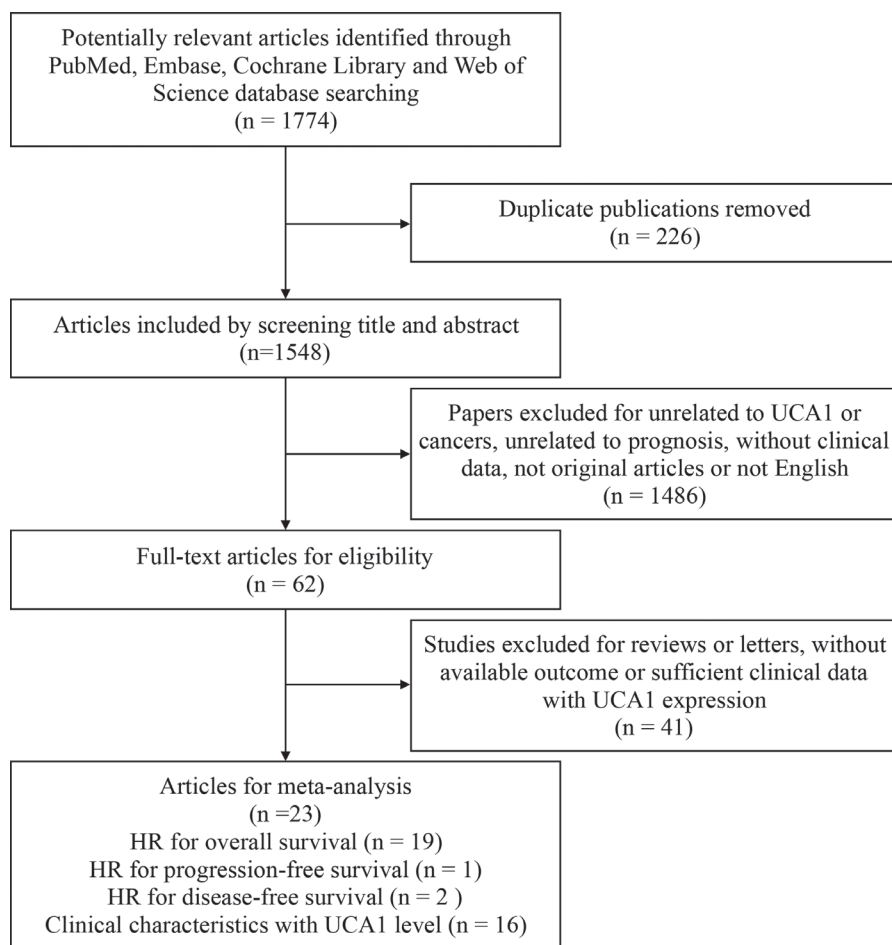 Potentially relevant articles identified through
PubMed, Embase, Cochrane Library and Web of
Science database searching
(n = 1774)
Duplicate publications removed
(n = 226)
Articles included by screening title and abstract
(n=1548)
Papers excluded for unrelated to UCA1 or
cancers, unrelated to prognosis, without clinical
data, not original articles or not English
(n = 1486)
Full-text articles for eligibility
(n = 62)
Studies excluded for reviews or letters, without
available outcome or sufficient clinical data
with UCA1 expression
(n = 41)
Articles for meta-analysis
(n =23)
HR for overall survival (n = 19)
HR for progression-free survival (n = 1)
HR for disease-free survival (n = 2 )
Clinical characteristics with UCA1 level (n = 16)